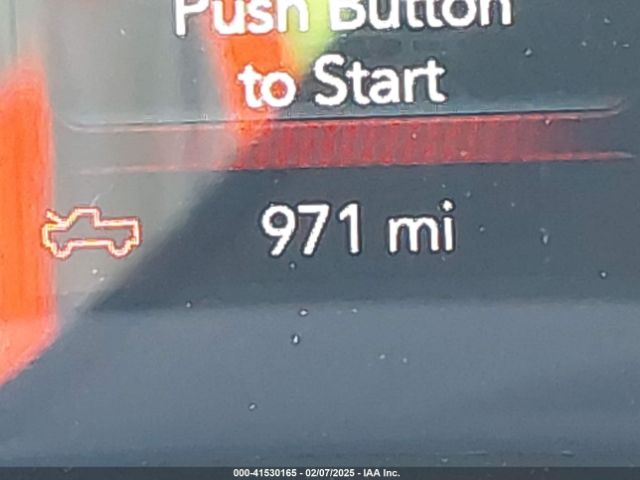 Push Button
to Start
971 mi
000-41530165 - 02/07/2025 - IAA Inc.